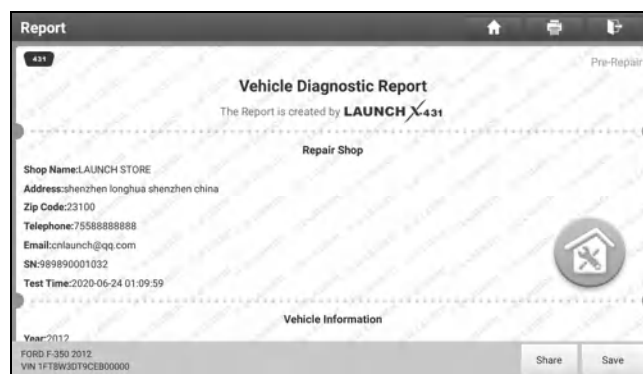 Report
431
Pre-Repair
Vehicle Diagnostic Report
The Report is created by LAUNCH X-431
Repair Shop
Shop Name:LAUNCH STORE
Address:shenzhen longhua shenzhen china
Zip Code:23100
Telephone:75588888888
Email:cnlaunch@qq.com
SN:989890001032
Test Time:2020-06-24 01:09:59
Vehicle Information
Year:2012
FORD F-350 2012
VIN 1FT8W3DT9CEB00000
Share
Save